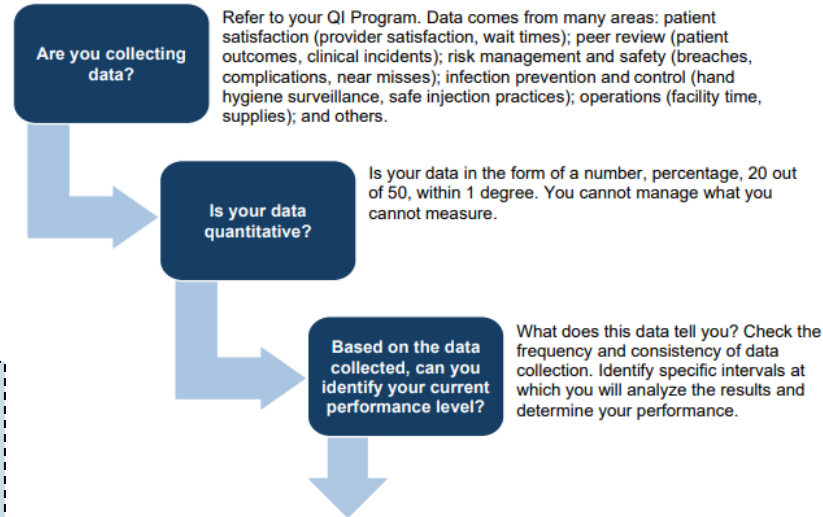 Are you collecting
data?
Refer to your QI Program. Data comes from many areas: patient
satisfaction (provider satisfaction, wait times); peer review (patient
outcomes, clinical incidents); risk management and safety (breaches,
complications, near misses); infection prevention and control (hand
hygiene surveillance, safe injection practices); operations (facility time,
supplies); and others.
Is your data
quantitative?
Is your data in the form of a number, percentage, 20 out
of 50, within 1 degree. You cannot manage what you
cannot measure.
Based on the data
collected, can you
identify your current
performance level?
What does this data tell you? Check the
frequency and consistency of data
collection. Identify specific intervals at
which you will analyze the results and
determine your performance.